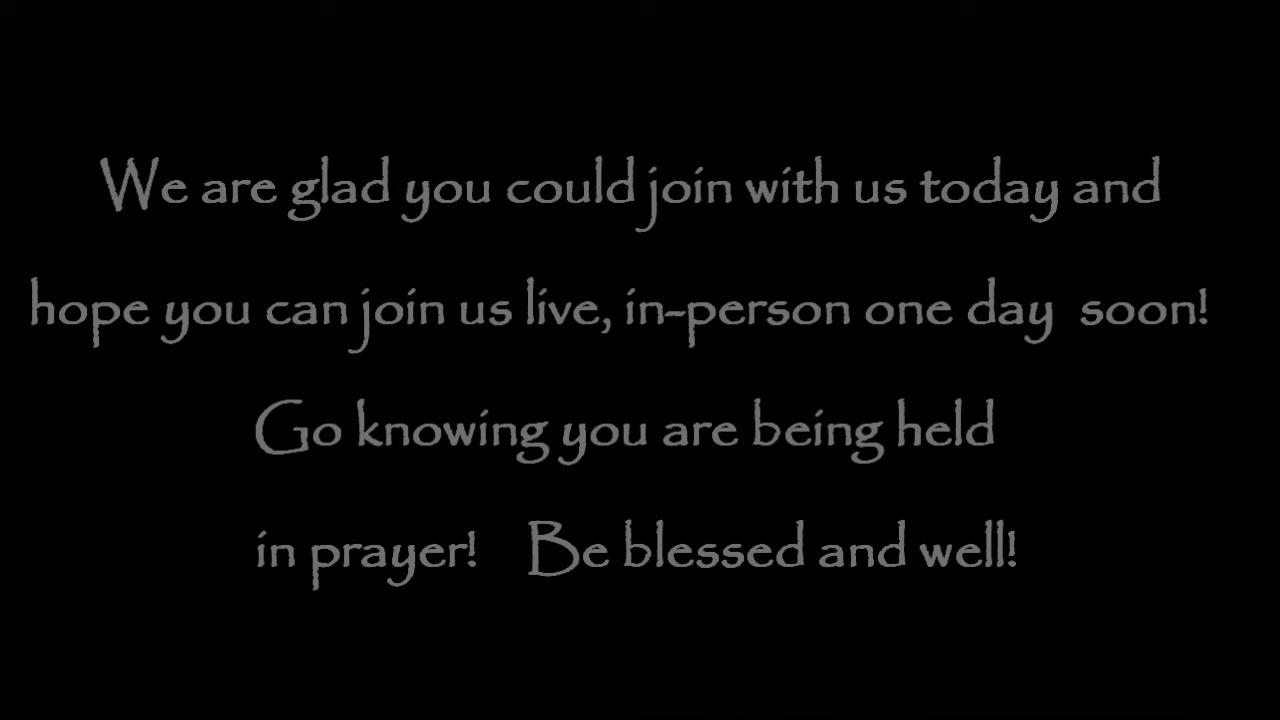 We are glad you could join with us today and
hope you can join us live, in-person one day soon!
Go knowing you are being held
in prayer! Be blessed and well!